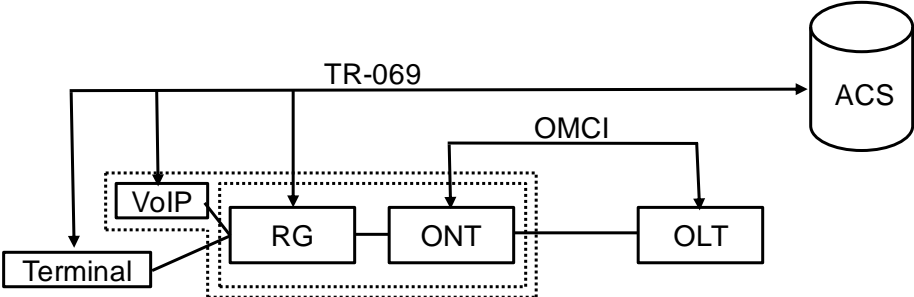 TR-069
ACS
OMCI
VoIP
RG
ONT
OLT
Terminal